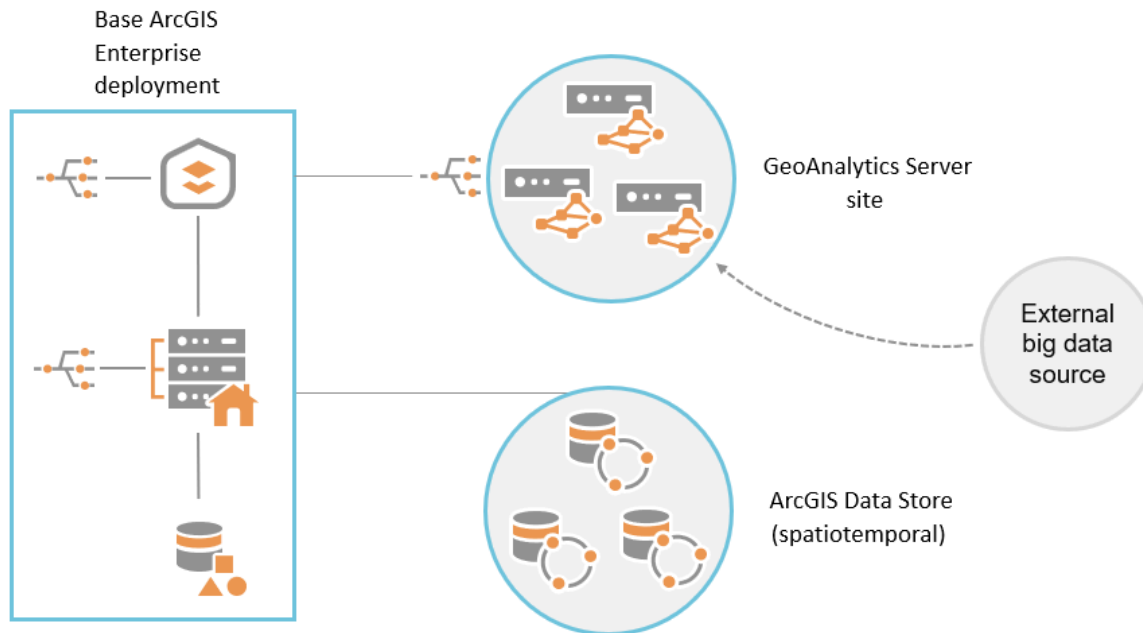 Base ArcGIS
Enterprise
deployment
GeoAnalytics Server
site
External
big data
source
ArcGIS Data Store
(spatiotemporal)